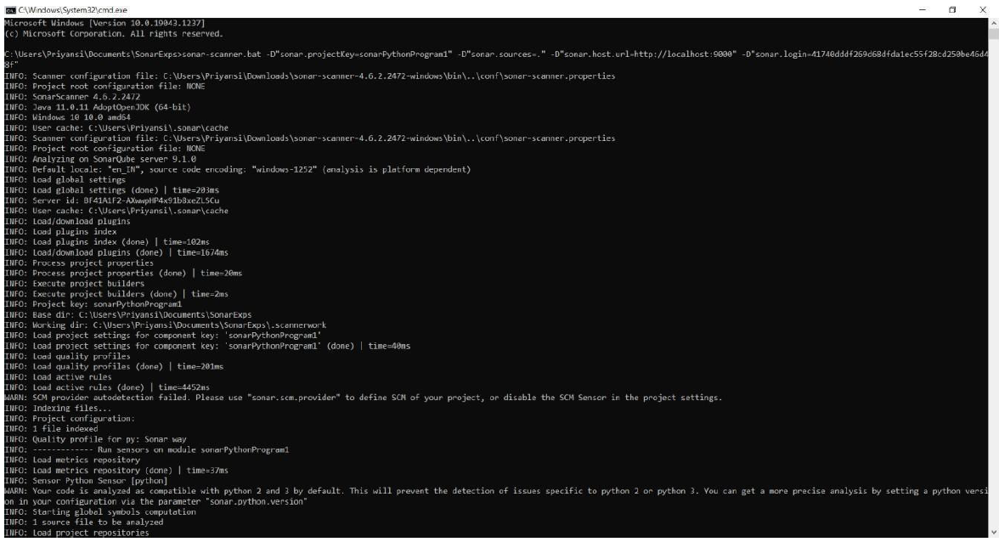 C:\Windows\System32\cmd.exe
Microsoft Windows [Version 10.0.19043.1237]
(c) Microsoft Corporation. All rights reserved.
C:\Users\Priyansi\Documents\SonarExps>sonar-scanner.bat -D"sonar.projectKey=sonarPythonProgram1" -D"sonar.sources=." -D"sonar.host.url=http://localhost:9000" -D"sonar.login=41740dddf269d68dfda1ec55f28cd250be46d4
8f"
INFO: Scanner configuration file: C:\Users\Priyansi\Downloads\sonar-scanner-4.6.2.2472-windows\bin\..\conf\sonar-scanner.properties
INFO: Project root configuration file: NONE
INFO: SonarScanner 4.6.2.2472
INFO: Java 11.0.11 AdoptOpenJDK (64-bit)
INFO: Windows 10 10.0 amd64
INFO: User cache: C:\Users\Priyansi\.sonar\cache
INFO: Scanner configuration file: C:\Users\Priyansi\Downloads\sonar-scanner-4.6.2.2472-windows\bin\..\conf\sonar-scanner.properties
INFO: Project root configuration file: NONE
INFO: Analyzing on SonarQube server 9.1.0
INFO: Default locale: "en_IN", source code encoding: "windows-1252" (analysis is platform dependent)
INFO: Load global settings
INFO: Load global settings (done) | time=203ms
INFO: Server id: BF41A1F2-AXwwpHP4x91b8xeZLSCu
INFO: User cache: C:\Users\Priyansi\.sonar\cache
INFO: Load/download plugins
INFO: Load plugins index
INFO: Load plugins index (done) | time=102ms
INFO: Load/download plugins (done) | time=1674ms
INFO: Process project properties
INFO: Process project properties (done) | time=20ms
INFO: Execute project builders
INFO: Execute project builders (done) | time=2ms
INFO: Project key: sonarPythonProgram1
INFO: Base dir: C:\Users\Priyansi\Documents\SonarExps
INFO: Working dir: C:\Users\Priyansi\Documents\SonarExps\.scannerwork
INFO: Load project settings for component key: 'sonarPythonProgram1'
INFO: Load project settings for component key: 'sonarPythonProgram1' (done) | time=40ms
INFO: Load quality profiles
INFO: Load quality profiles (done) | time=201ms
INFO: Load active rules
INFO: Load active rules (done) | time=4452ms
WARN: SCM provider autodetection failed. Please use "sonar.scm.provider" to define SCM of your project, or disable the SCM Sensor in the project settings.
INFO: Indexing files...
INFO: Project configuration:
INFO: 1 file indexed
INFO: Quality profile for py: Sonar way
INFO: ------------- Run sensors on module sonarPythonProgram1
INFO: Load metrics repository
INFO: Load metrics repository (done) | time=37ms
INFO: Sensor Python Sensor [python]
WARN: Your code is analyzed as compatible with python 2 and 3 by default. This will prevent the detection of issues specific to python 2 or python 3. You can get a more precise analysis by setting a python versi
on in your configuration via the parameter "sonar.python.version"
INFO: Starting global symbols computation
INFO: 1 source file to be analyzed
INFO: Load project repositories